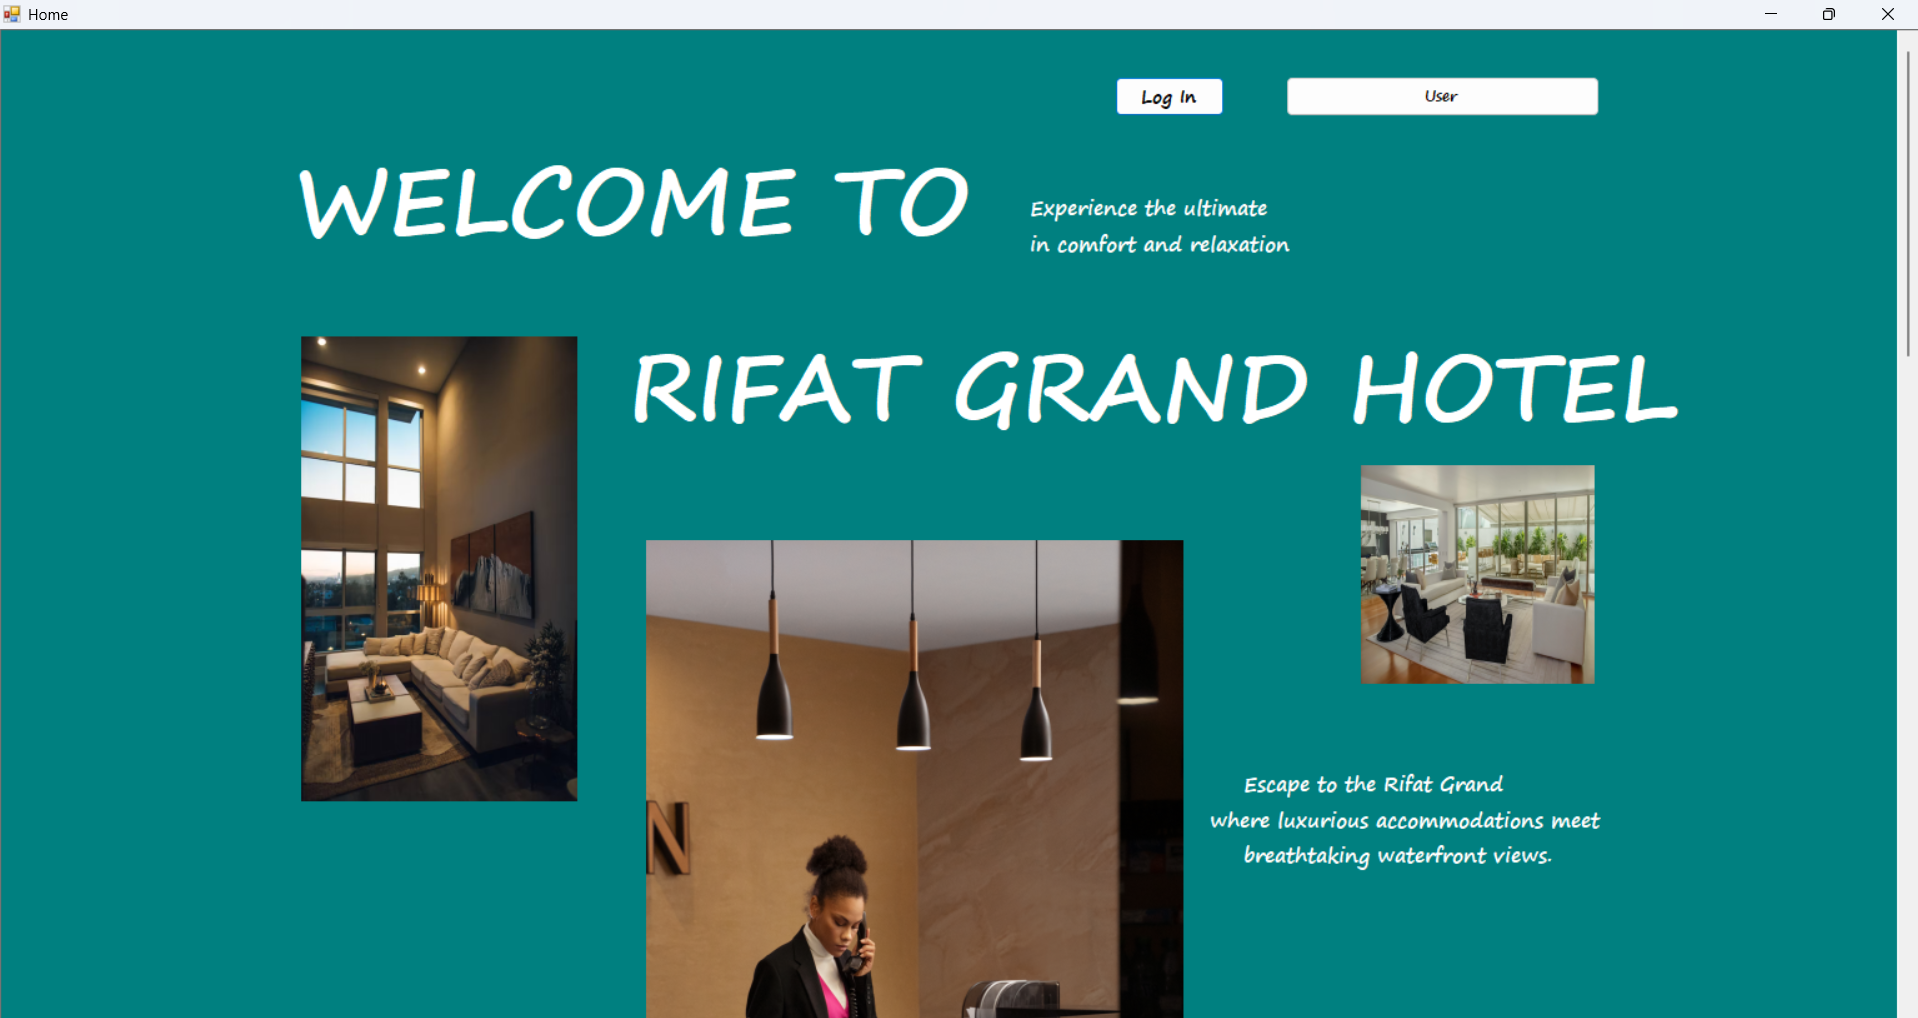 Home
Log In
User
WELCOME TO
Experience the ultimate
in comfort and relaxation
RIFAT GRAND HOTEL
Escape to the Rifat Grand
where luxurious accommodations meet
breathtaking waterfront views.
N